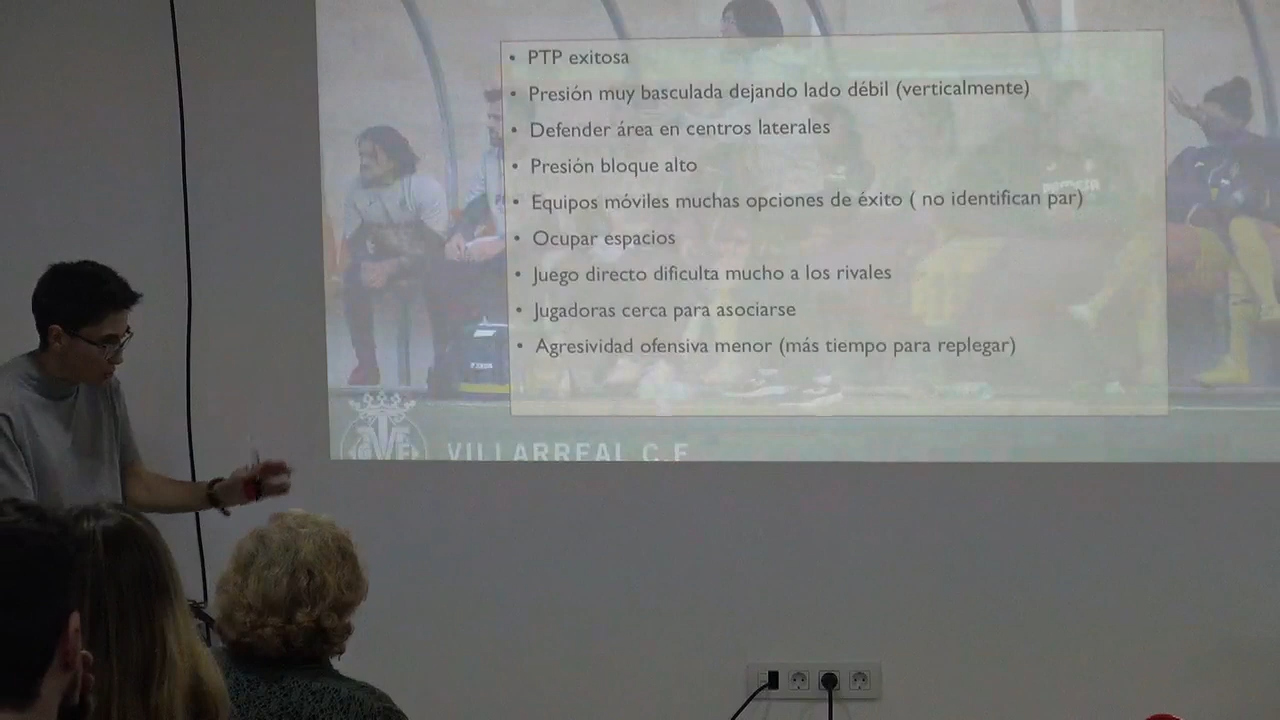 • PTP exitosa
• Presión muy basculada dejando lado débil (verticalmente)
• Defender área en centros laterales
• Presión bloque alto
• Equipos móviles muchas opciones de éxito ( no identifican par)
• Ocupar espacios
• Juego directo dificulta mucho a los rivales
• Jugadoras cerca para asociarse
• Agresividad ofensiva menor (más tiempo para replegar)
VILLARREAL C.F